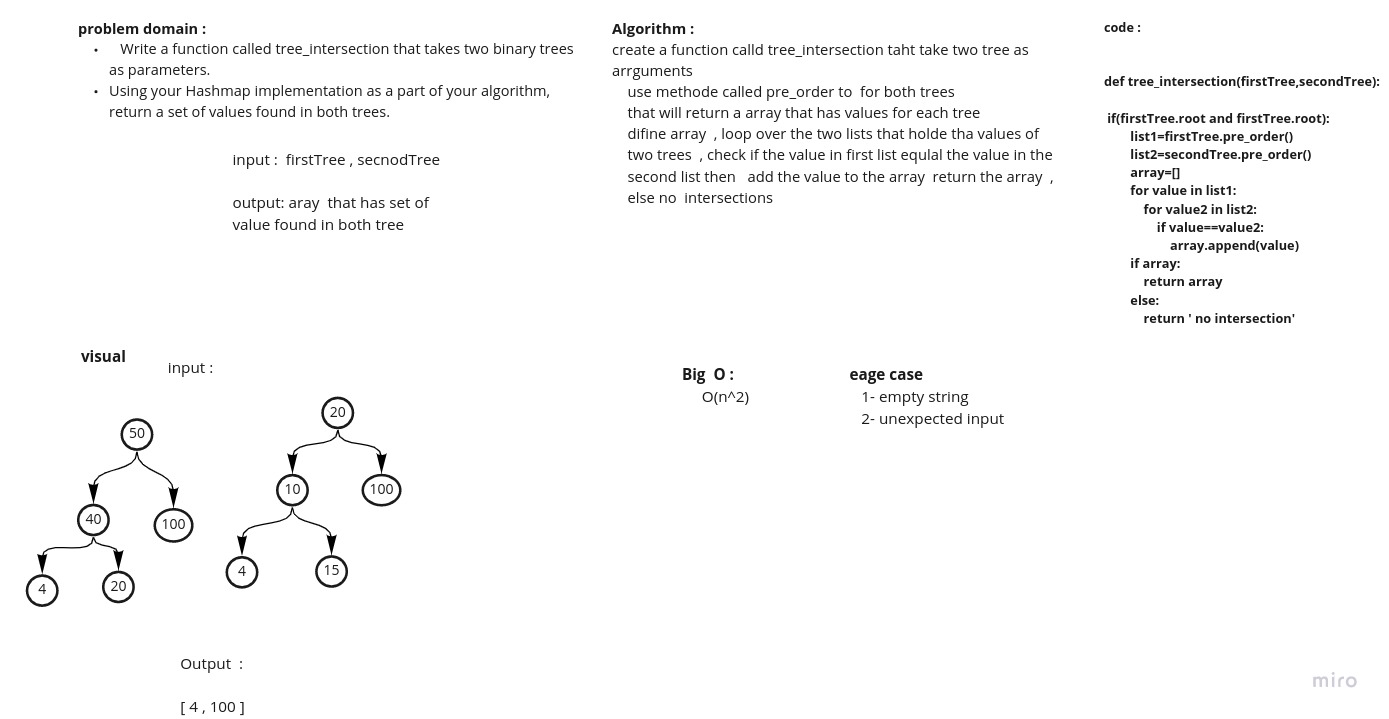 problem domain :
• Write a function called tree_intersection that takes two binary trees
as parameters.
• Using your Hashmap implementation as a part of your algorithm,
return a set of values found in both trees.
input : firstTree , secnodTree
output: aray that has set of
value found in both tree
Algorithm :
create a function calld tree_intersection taht take two tree as
arrguments
use methode called pre_order to for both trees
that will return a array that has values for each tree
difine array , loop over the two lists that holde tha values of
two trees , check if the value in first list equlal the value in the
second list then add the value to the array return the array ,
else no intersections
code :
def tree_intersection(firstTree,secondTree):
if(firstTree.root and firstTree.root):
list1=firstTree.pre_order()
list2=secondTree.pre_order()
array=[]
for value in list1:
for value2 in list2:
if value==value2:
array.append(value)
if array:
return array
else:
return ' no intersection'
visual
input :
50
40
100
4
20
20
10
100
4
15
Output :
[ 4 , 100 ]
Big O :
O(n^2)
eage case
1- empty string
2- unexpected input
miro